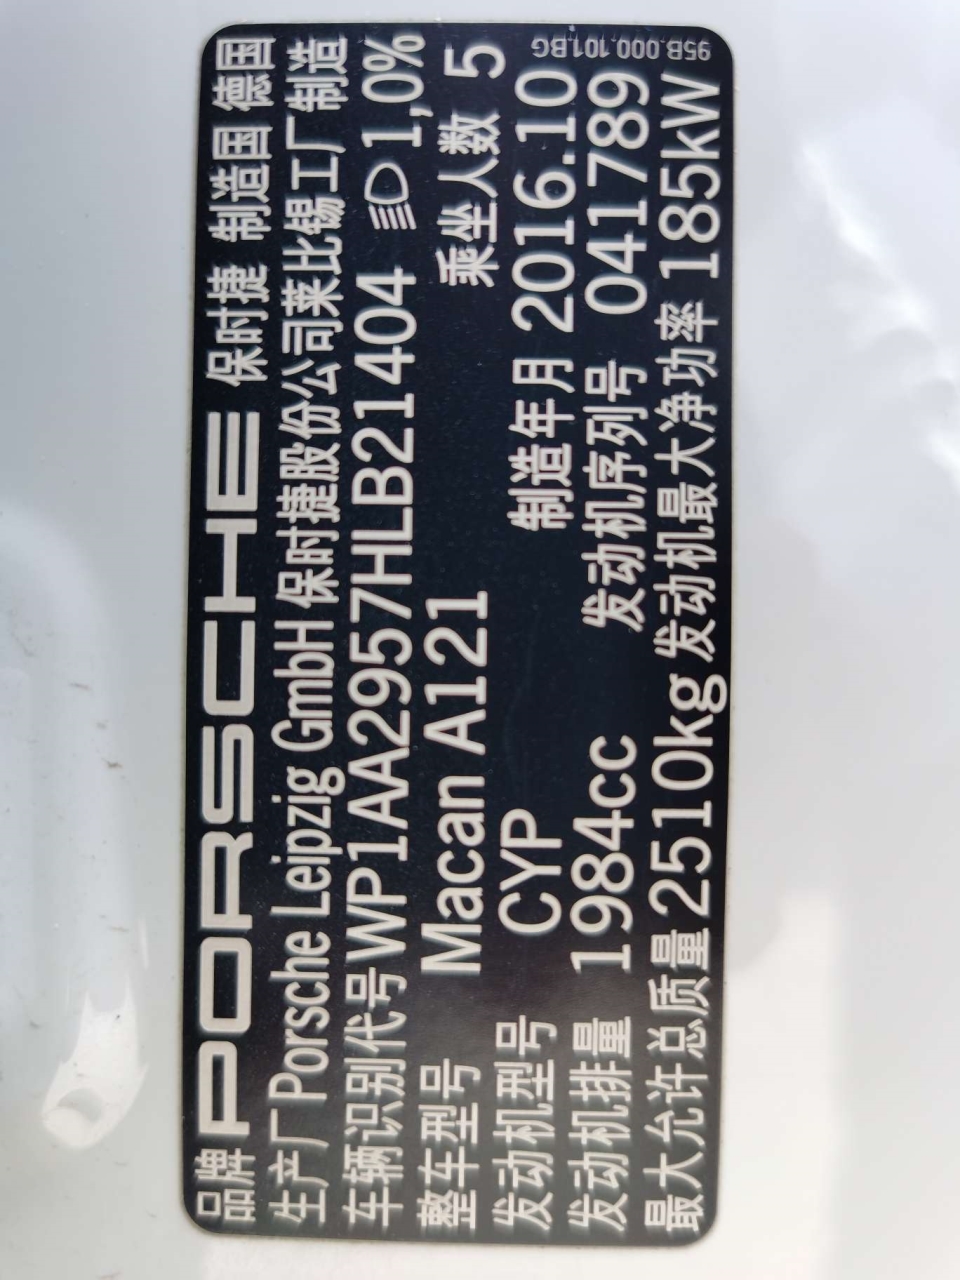 品牌 PORSCHE 保时捷 制造国 德国
生产厂 Porsche Leipzig GmbH 保时捷股份公司莱比锡工厂制造
车辆识别代号 WP1AA2957HLB21404 1,0%
整车型号 Macan A121 乘坐人数 5
发动机型号 CYP 制造年月 2016.10
发动机排量 1984cc 发动机序列号 041789
最大允许总质量 2510kg 发动机最大净功率 185kW
95B.000.101.BG